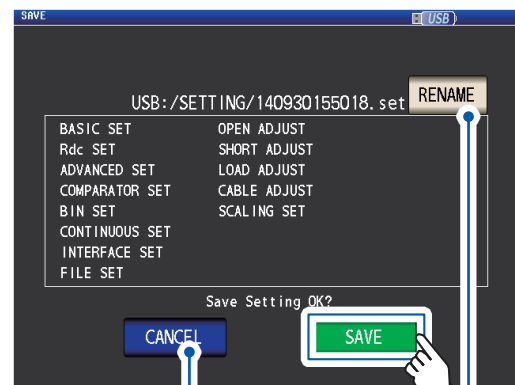 SAVE USB
USB:/SETTING/140930155018.set RENAME
BASIC SET OPEN ADJUST
Rdc SET SHORT ADJUST
ADVANCED SET LOAD ADJUST
COMPARATOR SET CABLE ADJUST
BIN SET SCALING SET
CONTINUOUS SET
INTERFACE SET
FILE SET
Save Setting OK?
CANCEL SAVE